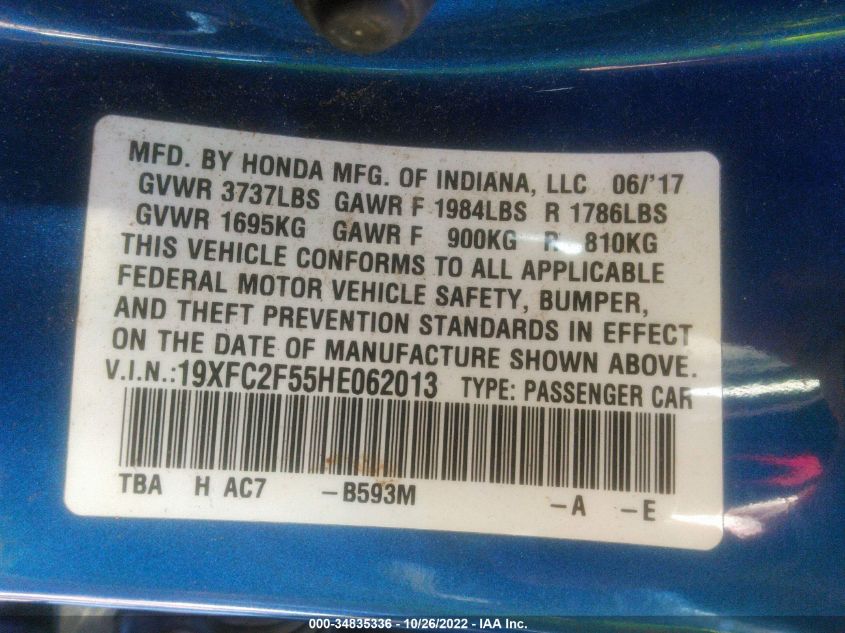 MFD. BY HONDA MFG. OF INDIANA, LLC 06/'17
GVWR 3737LBS GAWR F 1984LBS R 1786LBS
GVWR 1695KG GAWR F 900KG R 810KG
THIS VEHICLE CONFORMS TO ALL APPLICABLE
FEDERAL MOTOR VEHICLE SAFETY, BUMPER,
AND THEFT PREVENTION STANDARDS IN EFFECT
ON THE DATE OF MANUFACTURE SHOWN ABOVE.
V.I.N.:19XFC2F55HE062013 TYPE: PASSENGER CAR
TBA H AC7 -B593M -A -E
000-34835336 - 10/26/2022 - IAA Inc.